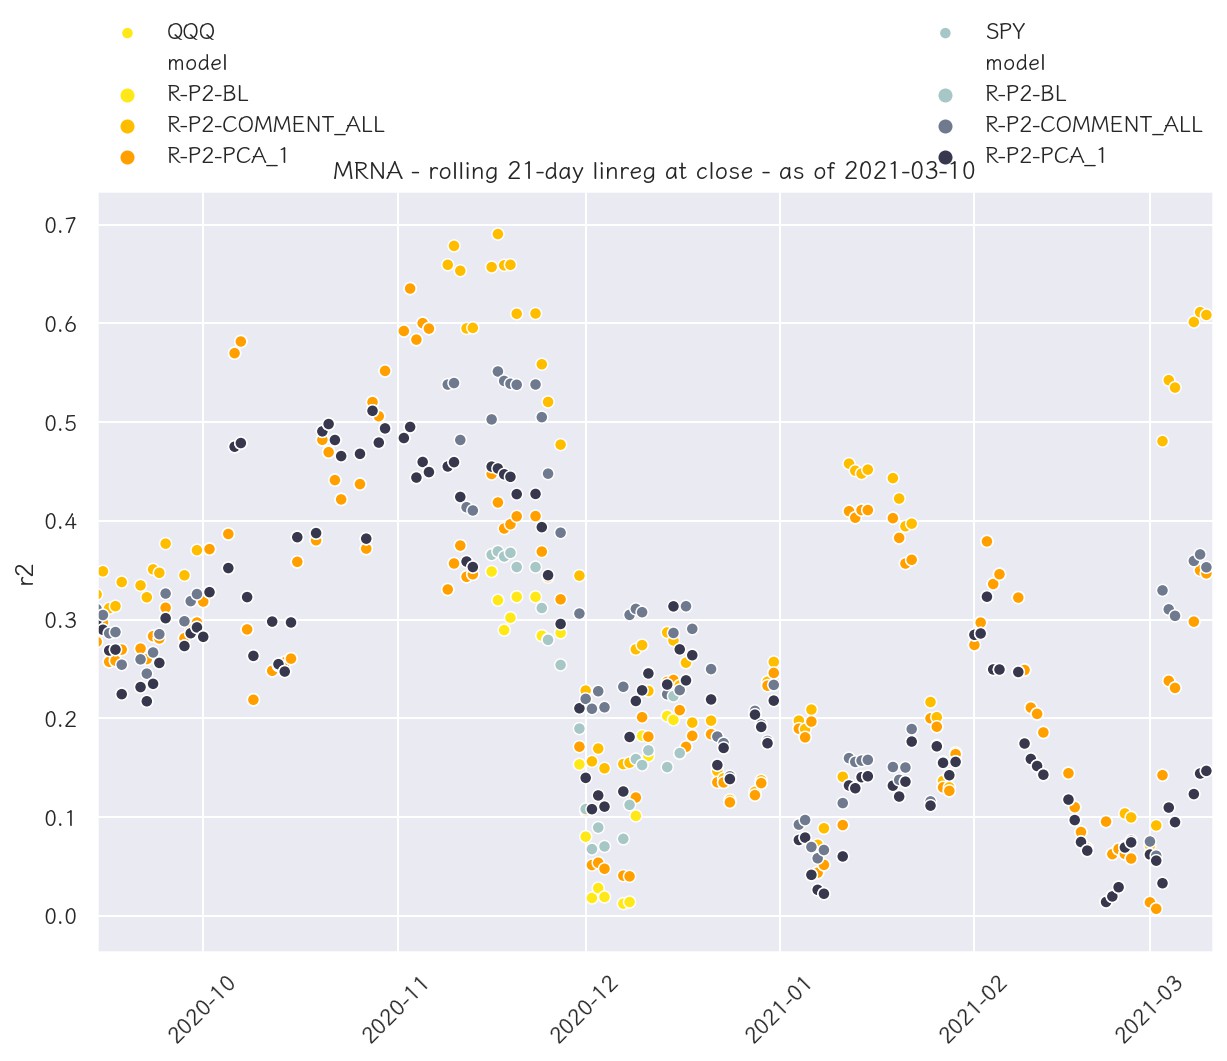 QQQ
model
R-P2-BL
R-P2-COMMENT_ALL
R-P2-PCA_1
SPY
model
R-P2-BL
R-P2-COMMENT_ALL
R-P2-PCA_1
MRNA - rolling 21-day linreg at close - as of 2021-03-10
0.7
0.6
0.5
0.4
0.3
0.2
0.1
0.0
r2
2020-10
2020-11
2020-12
2021-01
2021-02
2021-03